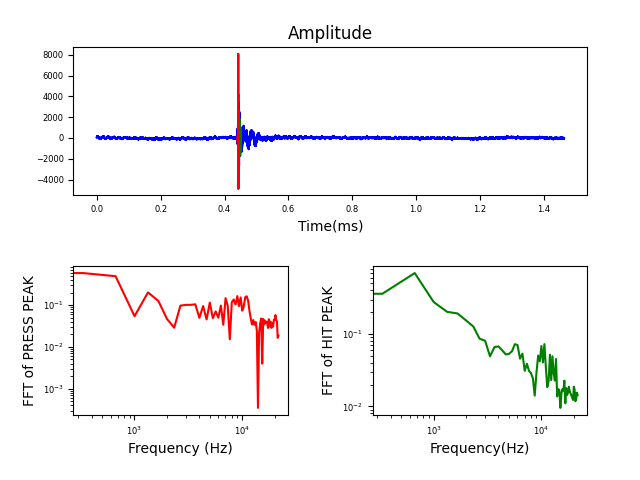 Amplitude
8000
6000
4000
2000
0
−2000
−4000
0.0 0.2 0.4 0.6 0.8 1.0 1.2 1.4
Time(ms)
FFT of PRESS PEAK
10⁻¹
10⁻²
10⁻³
10³ 10⁴
Frequency (Hz)
FFT of HIT PEAK
10⁻¹
10⁻²
10³ 10⁴
Frequency(Hz)